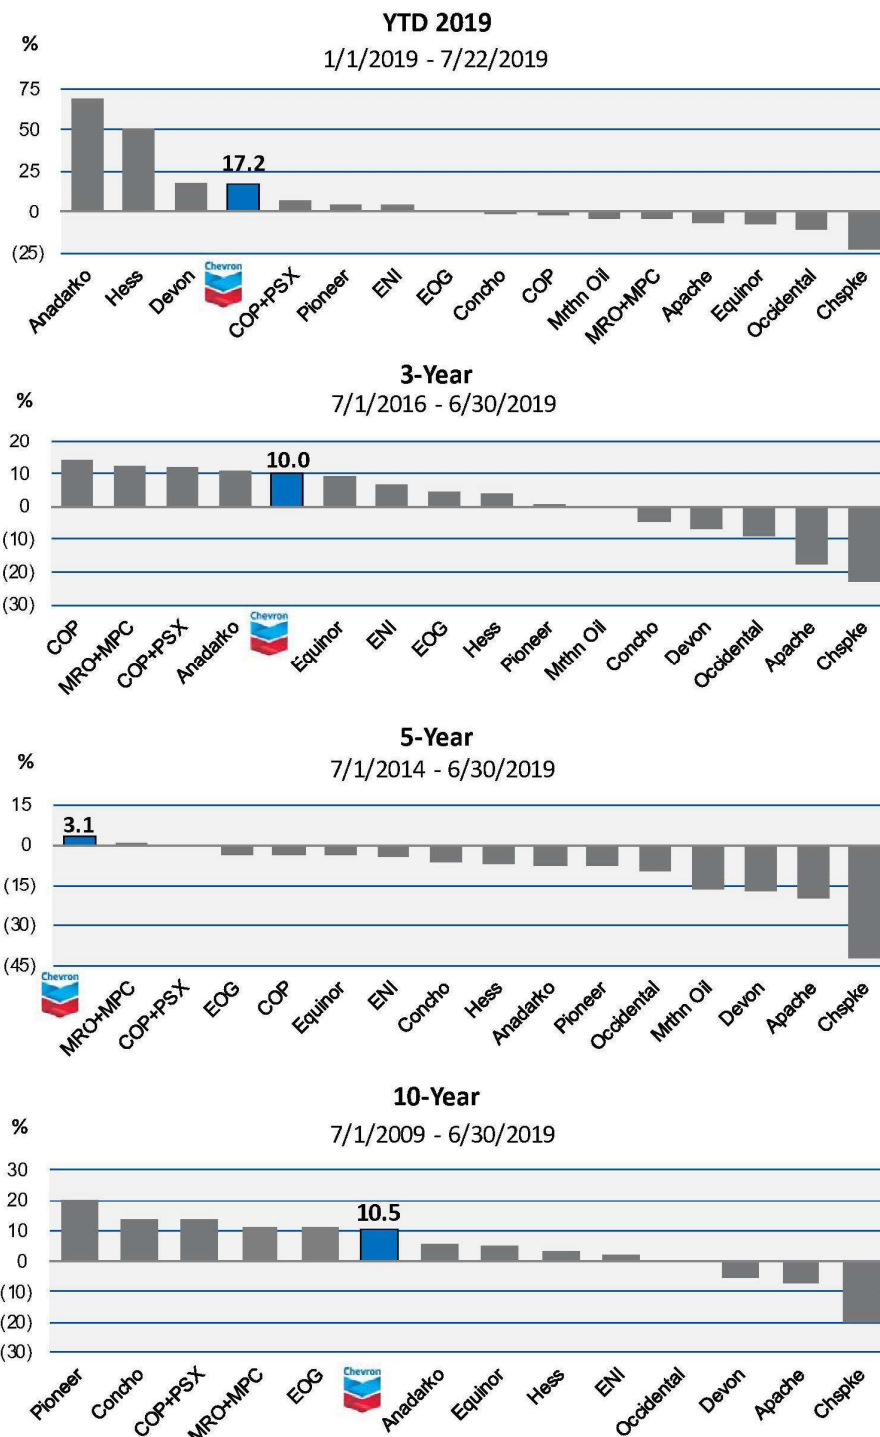 YTD 2019
%
1/1/2019 - 7/22/2019
75
50
25
0
(25)
17.2
Anadarko
Hess
Devon
Chevron
COP+PSX
Pioneer
ENI
EOG
Concho
COP
Mrthn Oil
MRO+MPC
Apache
Equinor
Occidental
Chspke
3-Year
%
7/1/2016 - 6/30/2019
20
10
0
(10)
(20)
(30)
10.0
COP
MRO+MPC
COP+PSX
Anadarko
Chevron
Equinor
ENI
EOG
Hess
Pioneer
Mrthn Oil
Concho
Devon
Occidental
Apache
Chspke
5-Year
%
7/1/2014 - 6/30/2019
15
0
(15)
(30)
(45)
3.1
Chevron
MRO+MPC
COP+PSX
EOG
COP
Equinor
ENI
Concho
Hess
Anadarko
Pioneer
Occidental
Mrthn Oil
Devon
Apache
Chspke
10-Year
%
7/1/2009 - 6/30/2019
30
20
10
0
(10)
(20)
(30)
10.5
Pioneer
Concho
COP+PSX
MRO+MPC
EOG
Chevron
Anadarko
Equinor
Hess
ENI
Occidental
Devon
Apache
Chspke